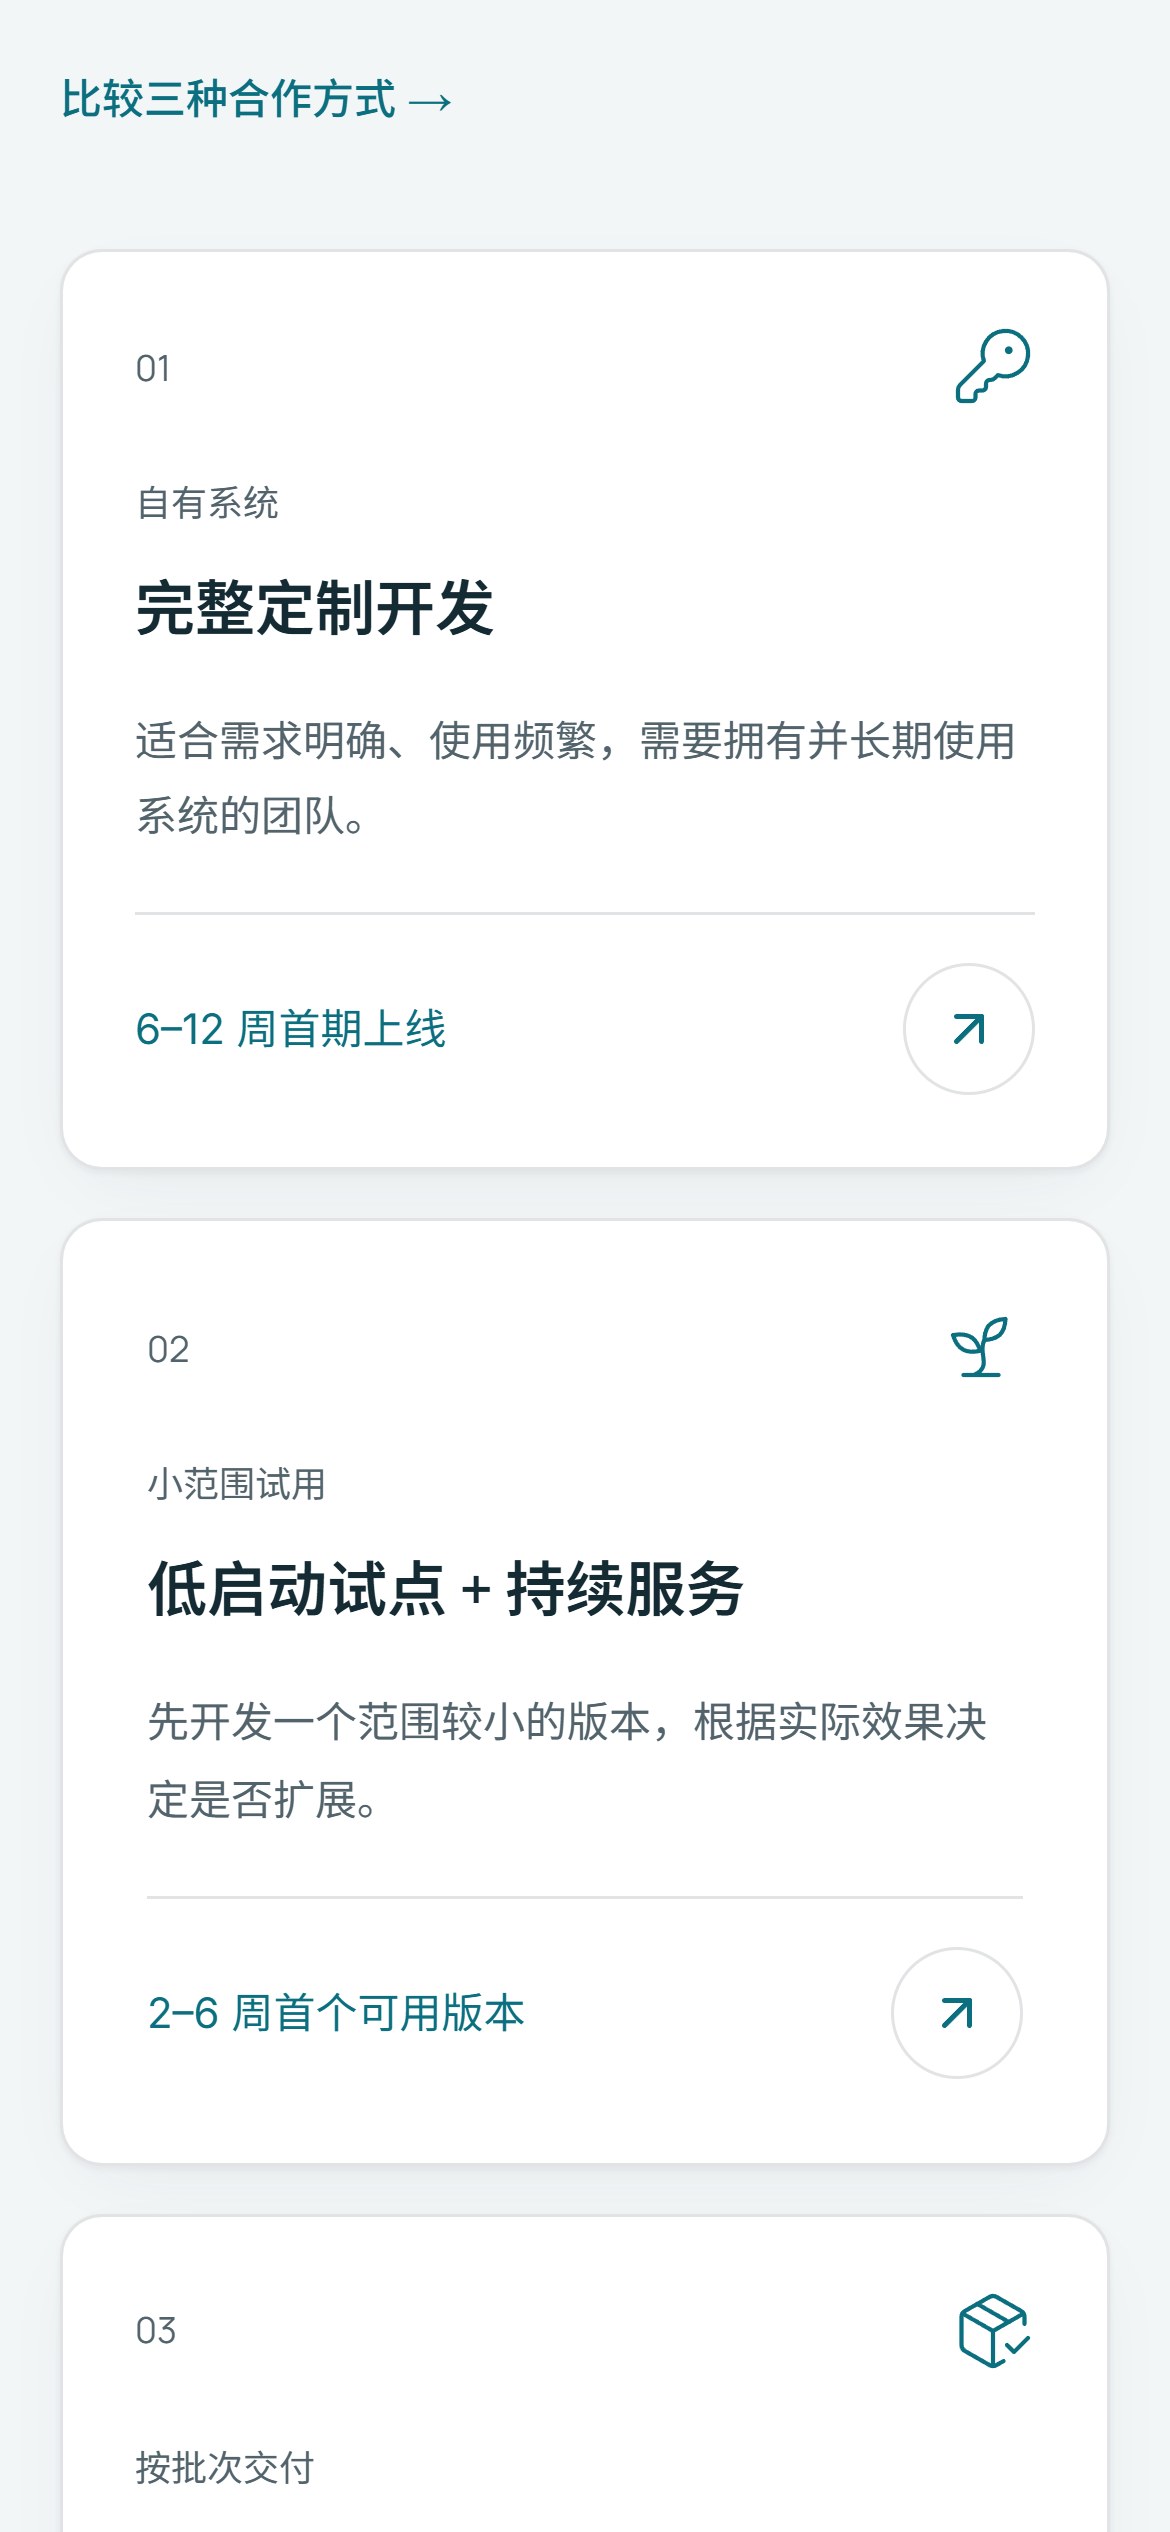 比较三种合作方式 →
01
自有系统
完整定制开发
适合需求明确、使用频繁，需要拥有并长期使用
系统的团队。
6–12 周首期上线
02
小范围试用
低启动试点 + 持续服务
先开发一个范围较小的版本，根据实际效果决
定是否扩展。
2–6 周首个可用版本
03
按批次交付